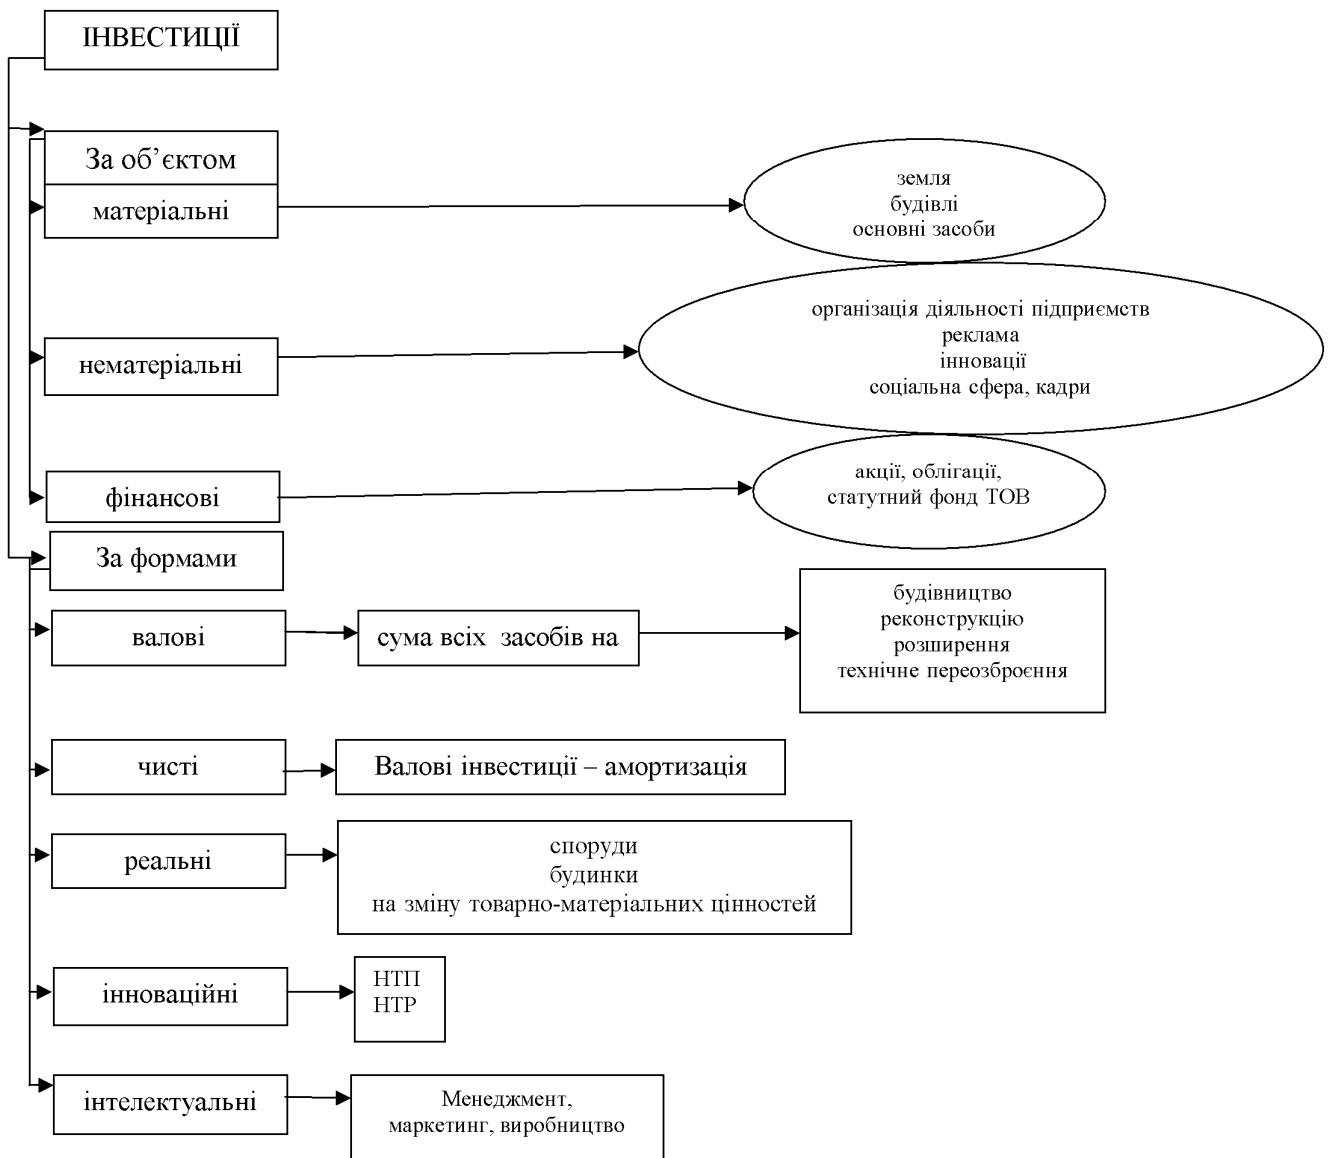 ІНВЕСТИЦІЇ
За об’єктом
матеріальні
земля
будівлі
основні засоби
нематеріальні
організація діяльності підприємств
реклама
інновації
соціальна сфера, кадри
фінансові
акції, облігації,
статутний фонд ТОВ
За формами
валові
сума всіх засобів на
будівництво
реконструкцію
розширення
технічне переозброєння
чисті
Валові інвестиції – амортизація
реальні
споруди
будинки
на зміну товарно-матеріальних цінностей
інноваційні
НТП
НТР
інтелектуальні
Менеджмент,
маркетинг, виробництво